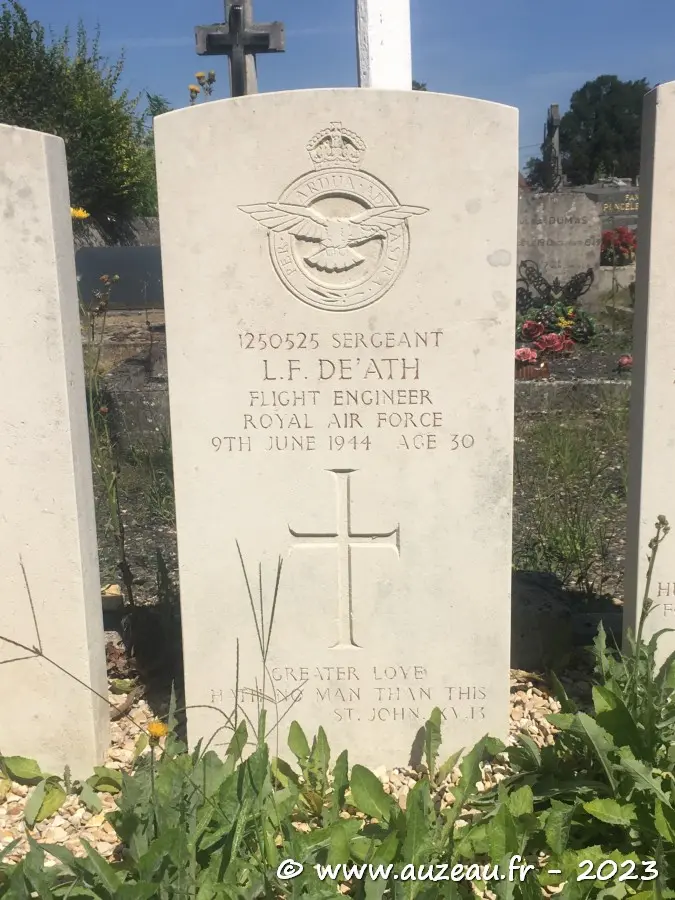 PER ARDUA AD ASTRA
1250525 SERGEANT
L.F. DE'ATH
FLIGHT ENGINEER
ROYAL AIR FORCE
9TH JUNE 1944 AGE 30
GREATER LOVE
HATH NO MAN THAN THIS
ST. JOHN XV.13
DUMAS
© www.auzeau.fr - 2023